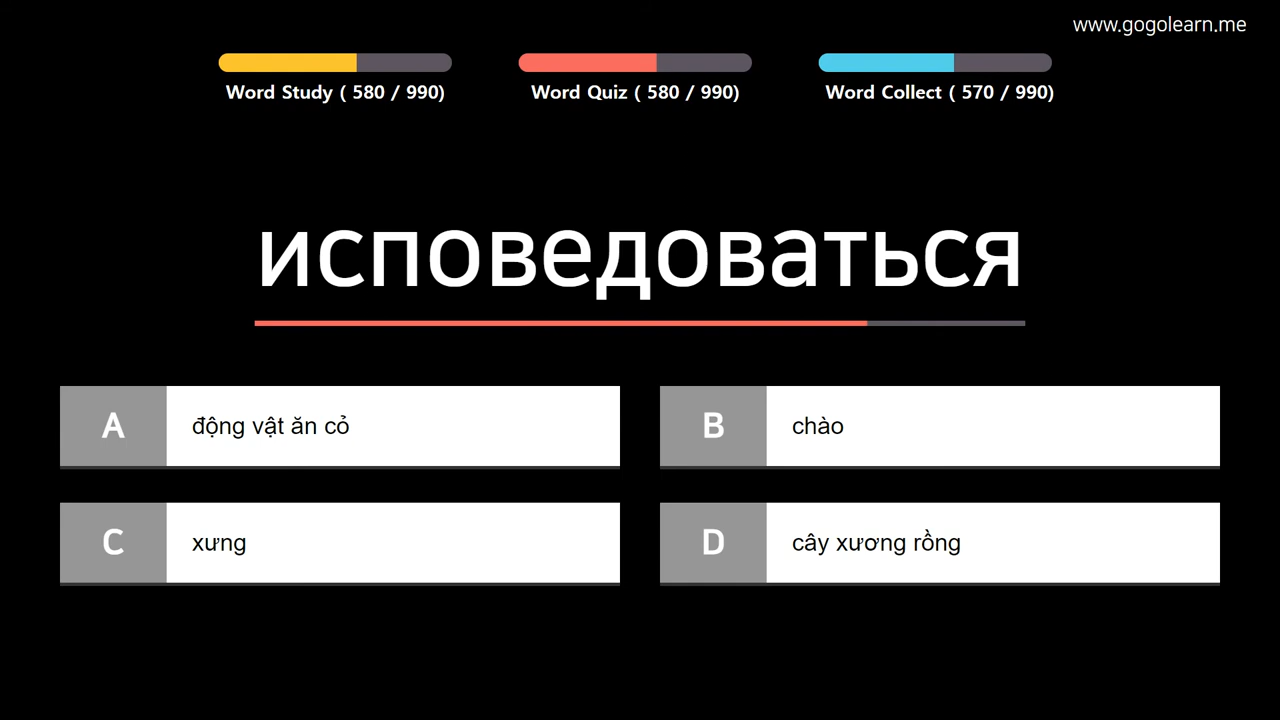 www.gogolearn.me
Word Study ( 580 / 990)
Word Quiz ( 580 / 990)
Word Collect ( 570 / 990)
исповедоваться
A động vật ăn cỏ
B chào
C xưng
D cây xương rồng